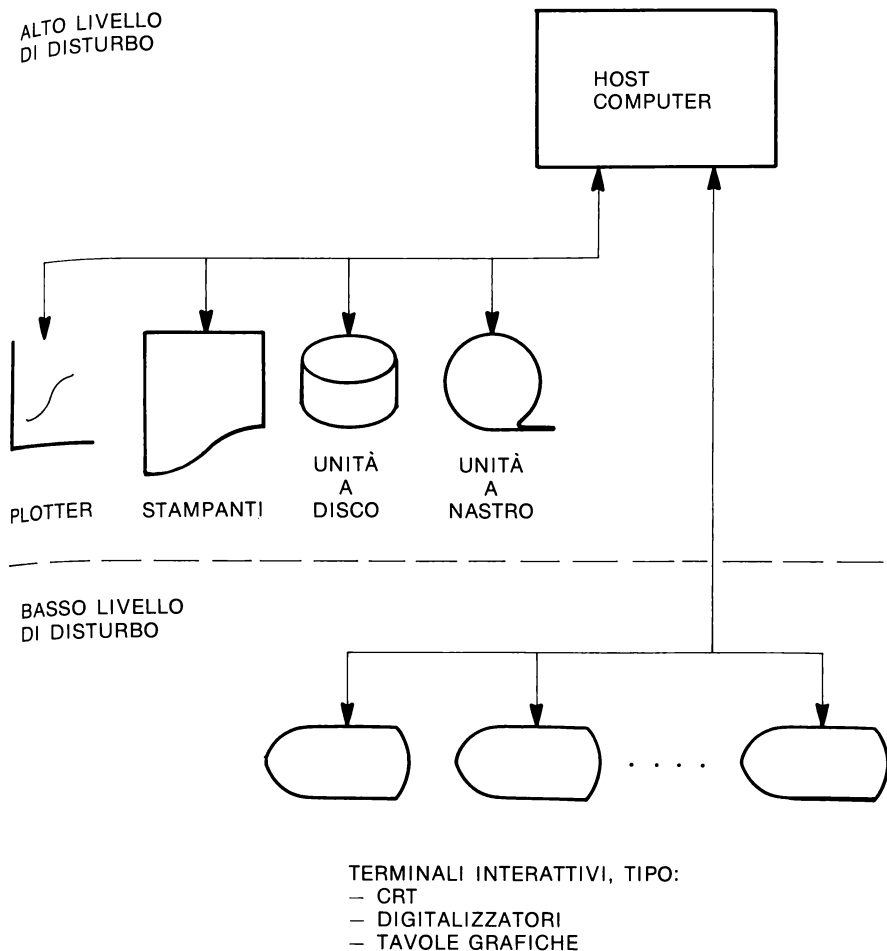 ALTO LIVELLO
DI DISTURBO
HOST
COMPUTER
PLOTTER
STAMPANTI
UNITÀ
A
DISCO
UNITÀ
A
NASTRO
BASSO LIVELLO
DI DISTURBO
TERMINALI INTERATTIVI, TIPO:
— CRT
— DIGITALIZZATORI
— TAVOLE GRAFICHE